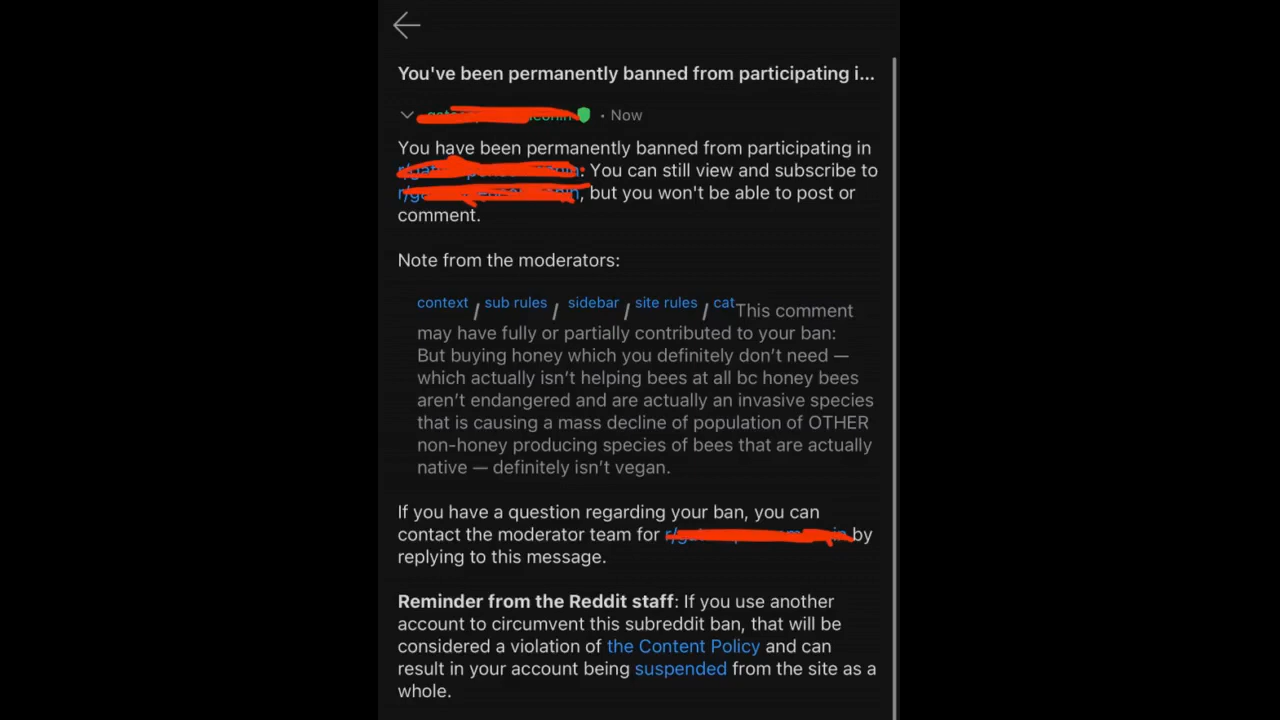 You've been permanently banned from participating i...
• Now
You have been permanently banned from participating in
You can still view and subscribe to
, but you won't be able to post or
comment.
Note from the moderators:
context / sub rules / sidebar / site rules / cat This comment
may have fully or partially contributed to your ban:
But buying honey which you definitely don’t need —
which actually isn’t helping bees at all bc honey bees
aren’t endangered and are actually an invasive species
that is causing a mass decline of population of OTHER
non-honey producing species of bees that are actually
native — definitely isn’t vegan.
If you have a question regarding your ban, you can
contact the moderator team for by
replying to this message.
Reminder from the Reddit staff: If you use another
account to circumvent this subreddit ban, that will be
considered a violation of the Content Policy and can
result in your account being suspended from the site as a
whole.